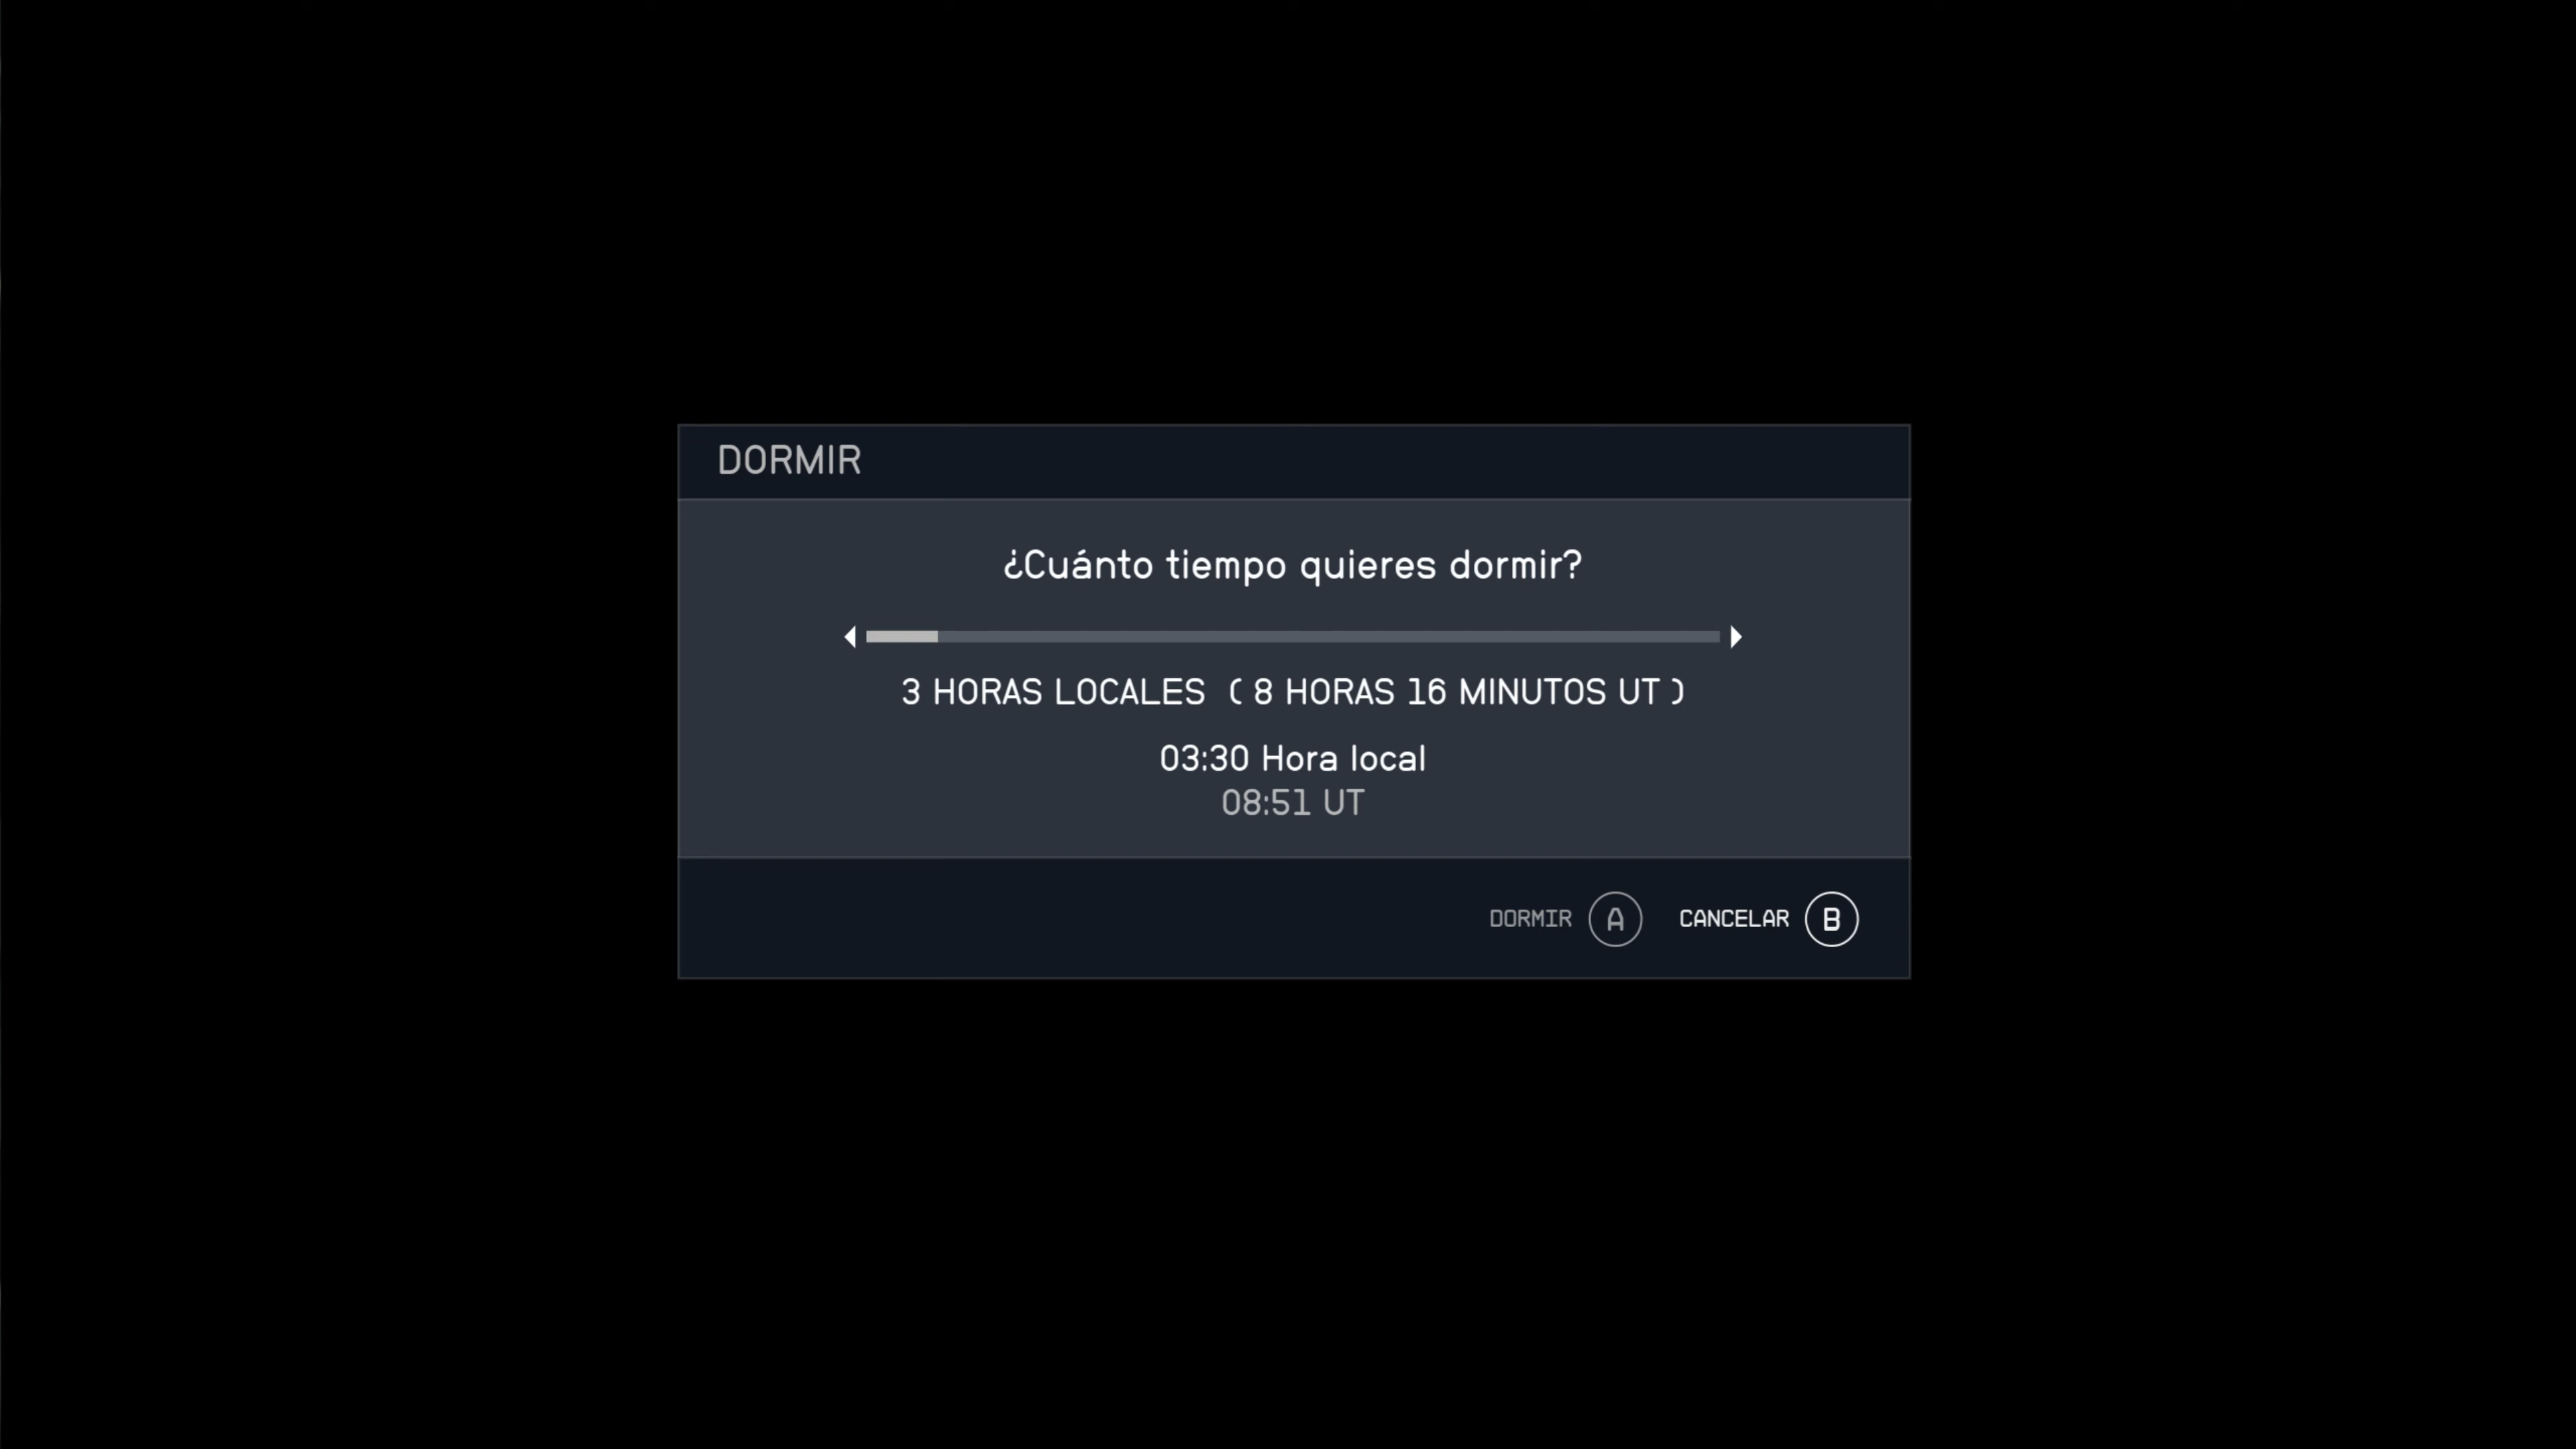 DORMIR
¿Cuánto tiempo quieres dormir?
3 HORAS LOCALES ( 8 HORAS 16 MINUTOS UT )
03:30 Hora local
08:51 UT
DORMIR A CANCELAR B